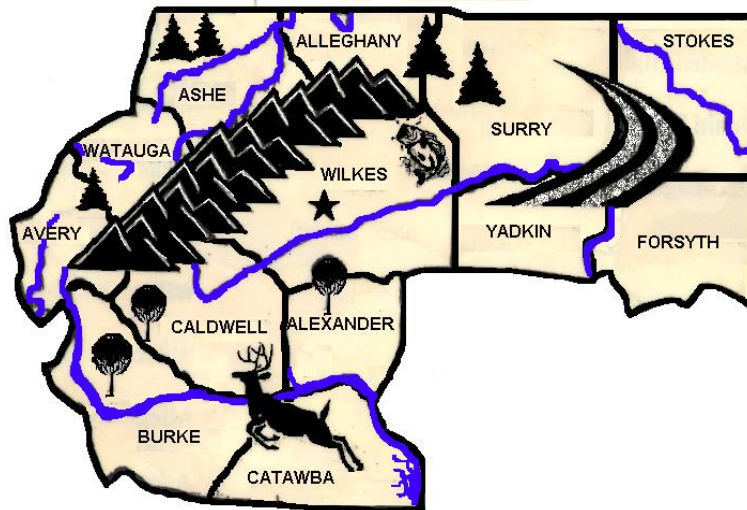 ALLEGHANY
STOKES
ASHE
SURRY
WATAUGA
WILKES
AVERY
YADKIN
FORSYTH
CALDWELL
ALEXANDER
BURKE
CATAWBA